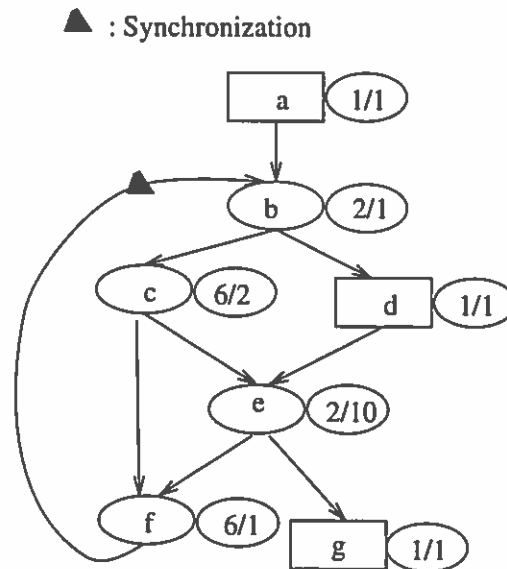 : Synchronization
a 1/1
b 2/1
c 6/2 d 1/1
e 2/10
f 6/1
g 1/1